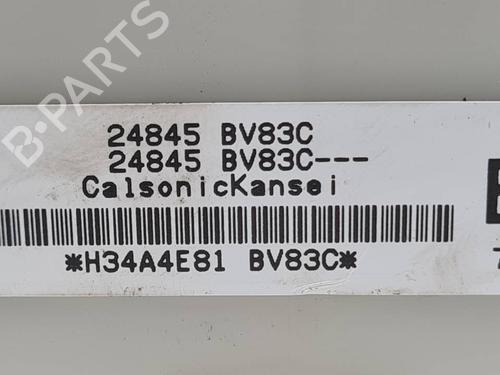 B-PARTS
24845 BV83C
24845 BV83C---
CalsonicKansei
*H34A4E81 BV83C*